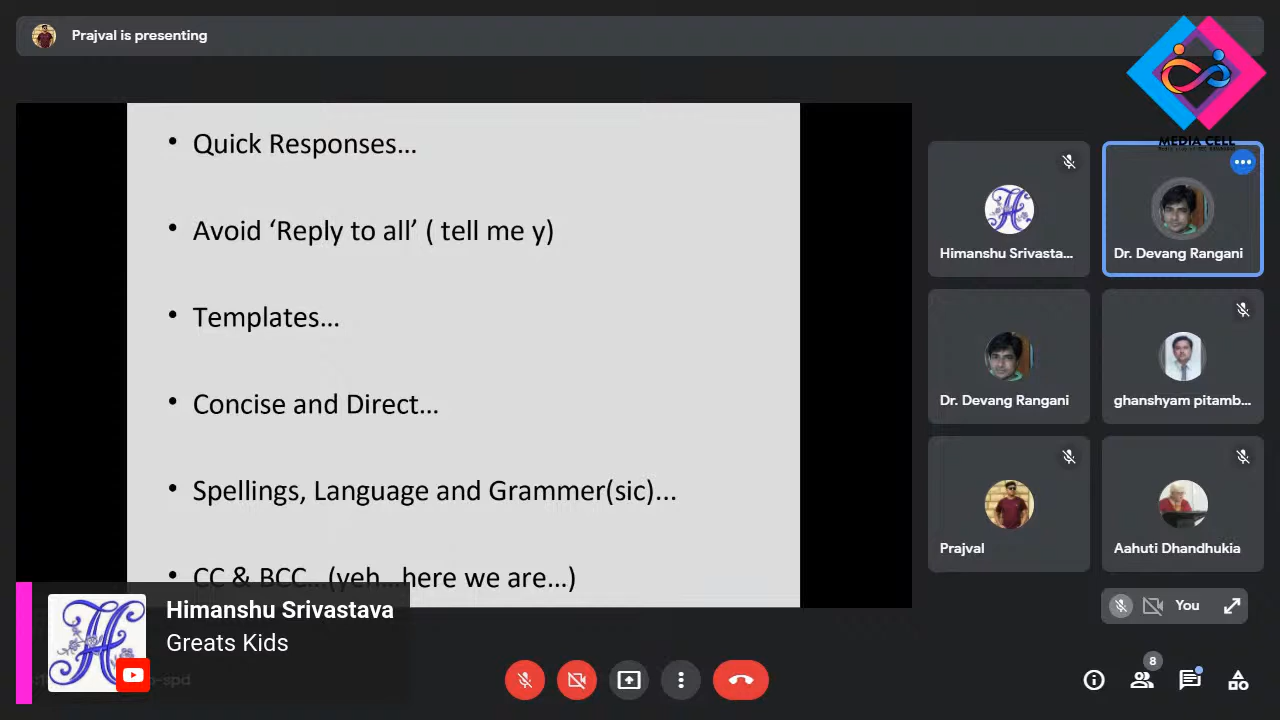 Prajval is presenting
MEDIA CELL
• Quick Responses…
• Avoid ‘Reply to all’ ( tell me y)
• Templates…
• Concise and Direct…
• Spellings, Language and Grammer(sic)…
• CC & BCC…(yeh…here we are…)
Himanshu Srivasta...
Dr. Devang Rangani
Dr. Devang Rangani
ghanshyam pitamb...
Prajval
Aahuti Dhandhukia
You
Himanshu Srivastava
Greats Kids
8